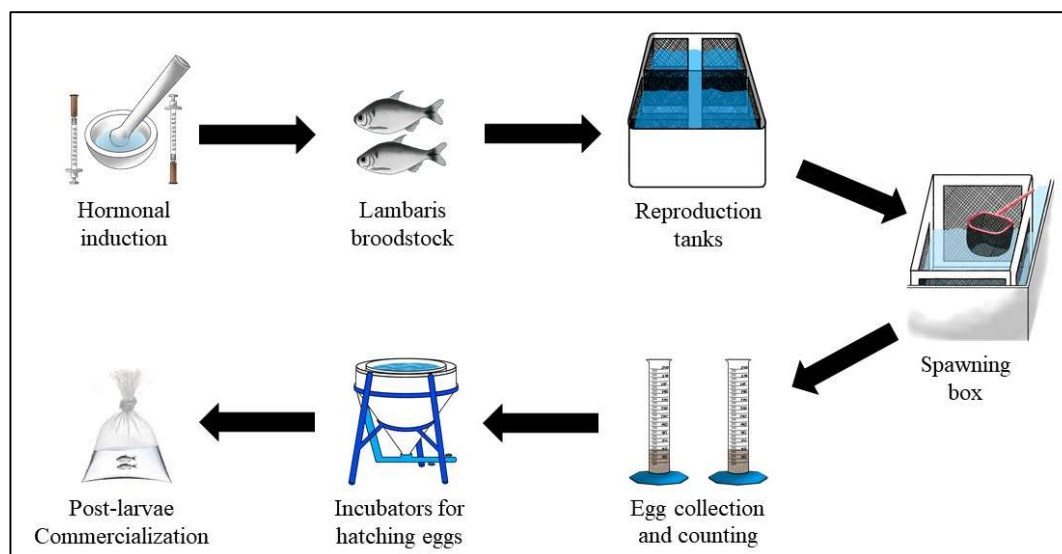 Hormonal
induction
Lambaris
broodstock
Reproduction
tanks
Spawning
box
Egg collection
and counting
Incubators for
hatching eggs
Post-larvae
Commercialization